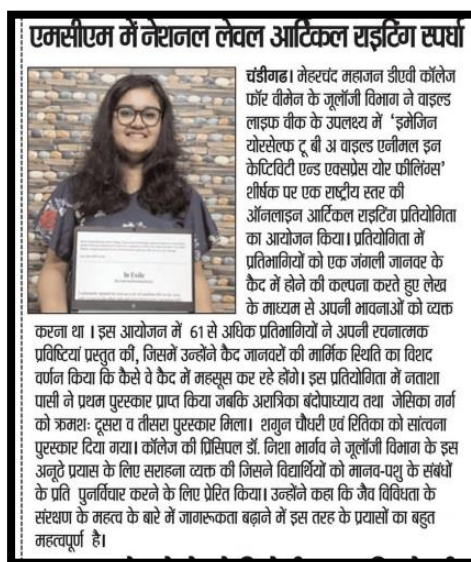 एमसीएम में नेशनल लेवल आर्टिकल राइटिंग स्पर्धा
चंडीगढ। मेहरचंद महाजन डीएवी कॉलेज
फॉर वीमेन के जूलॉजी विभाग ने वाइल्ड
लाइफ वीक के उपलक्ष्य में ‘इमेजिन
योरसेल्फ टू बी अ वाइल्ड एनीमल इन
केप्टिविटी एन्ड एक्सप्रेस योर फीलिंग्स’
शीर्षक पर एक राष्ट्रीय स्तर की
ऑनलाइन आर्टिकल राइटिंग प्रतियोगिता
का आयोजन किया। प्रतियोगिता में
प्रतिभागियों को एक जंगली जानवर के
कैद में होने की कल्पना करते हुए लेख
के माध्यम से अपनी भावनाओं को व्यक्त
करना था । इस आयोजन में 61 से अधिक प्रतिभागियों ने अपनी रचनात्मक
प्रविष्टियां प्रस्तुत कीं, जिसमें उन्होंने कैद जानवरों की मार्मिक स्थिति का विशद
वर्णन किया कि कैसे वे कैद में महसूस कर रहे होंगे। इस प्रतियोगिता में नताशा
पासी ने प्रथम पुरस्कार प्राप्त किया जबकि अरात्रिका बंदोपाध्याय तथा जेसिका गर्ग
को क्रमशः दूसरा व तीसरा पुरस्कार मिला। शगुन चौधरी एवं रितिका को सांत्वना
पुरस्कार दिया गया। कॉलेज की प्रिंसिपल डॉ. निशा भार्गव ने जूलॉजी विभाग के इस
अनूठे प्रयास के लिए सराहना व्यक्त की जिसने विद्यार्थियों को मानव-पशु के संबंधों
के प्रति पुनर्विचार करने के लिए प्रेरित किया। उन्होंने कहा कि जैव विविधता के
संरक्षण के महत्व के बारे में जागरूकता बढ़ाने में इस तरह के प्रयासों का बहुत
महत्वपूर्ण है।
In Exile